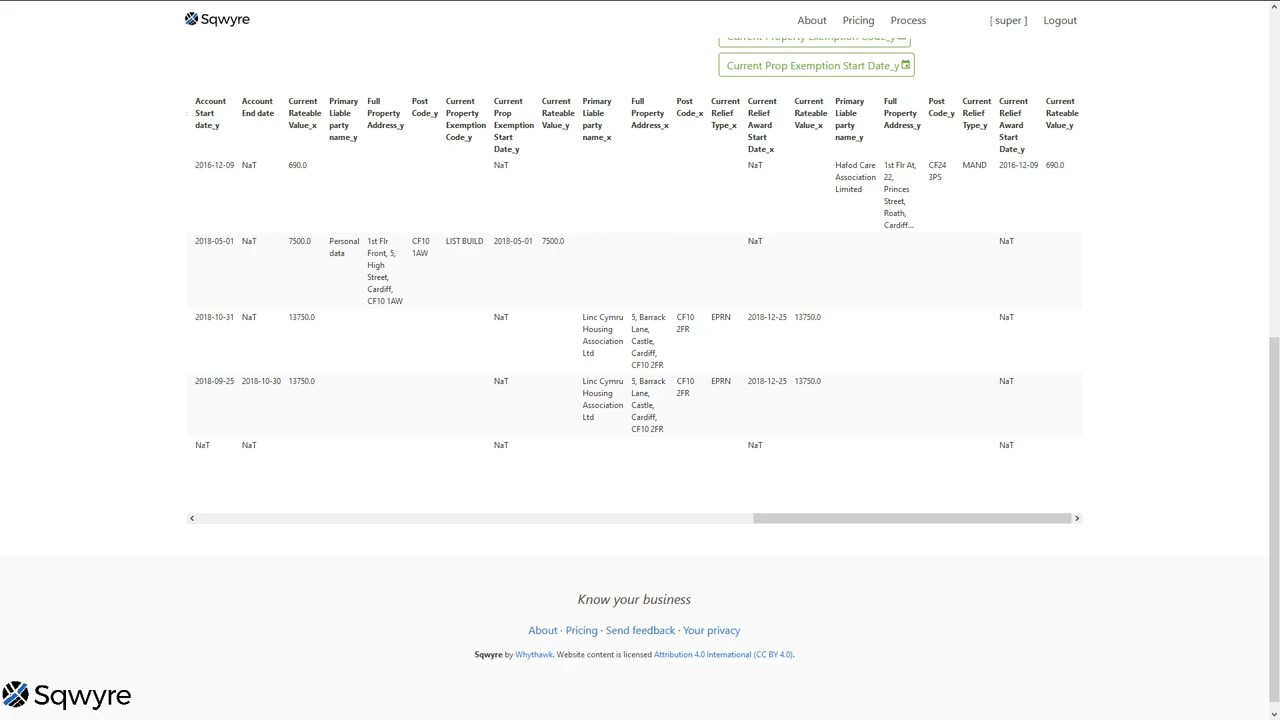 Sqwyre
About Pricing Process [ super ] Logout
Current Property Exemption Code_y
Current Prop Exemption Start Date_y
Account Start date_y
Account End date
Current Rateable Value_x
Primary Liable party name_y
Full Property Address_y
Post Code_y
Current Property Exemption Code_y
Current Prop Exemption Start Date_y
Current Rateable Value_y
Primary Liable party name_x
Full Property Address_x
Post Code_x
Current Relief Type_x
Current Relief Award Start Date_x
Current Rateable Value_x
Primary Liable party name_y
Full Property Address_y
Post Code_y
Current Relief Type_y
Current Relief Award Start Date_y
Current Rateable Value_y
2016-12-09 NaT 690.0 NaT NaT Hafod Care Association Limited 1st Flr At, 22, Princes Street, Roath, Cardiff... CF24 3PS MAND 2016-12-09 690.0
2018-05-01 NaT 7500.0 Personal data 1st Flr Front, 5, High Street, Cardiff, CF10 1AW CF10 1AW LIST BUILD 2018-05-01 7500.0 NaT NaT
2018-10-31 NaT 13750.0 NaT Linc Cymru Housing Association Ltd 5, Barrack Lane, Castle, Cardiff, CF10 2FR CF10 2FR EPRN 2018-12-25 13750.0 NaT
2018-09-25 2018-10-30 13750.0 NaT Linc Cymru Housing Association Ltd 5, Barrack Lane, Castle, Cardiff, CF10 2FR CF10 2FR EPRN 2018-12-25 13750.0 NaT
NaT NaT NaT NaT NaT
Know your business
About · Pricing · Send feedback · Your privacy
Sqwyre by Whythawk. Website content is licensed Attribution 4.0 International (CC BY 4.0).
Sqwyre